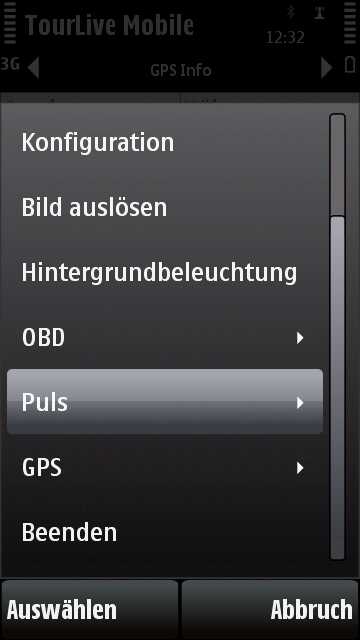 TourLive Mobile
12:32
3G
GPS Info
Konfiguration
Bild auslösen
Hintergrundbeleuchtung
OBD
Puls
GPS
Beenden
Auswählen
Abbruch